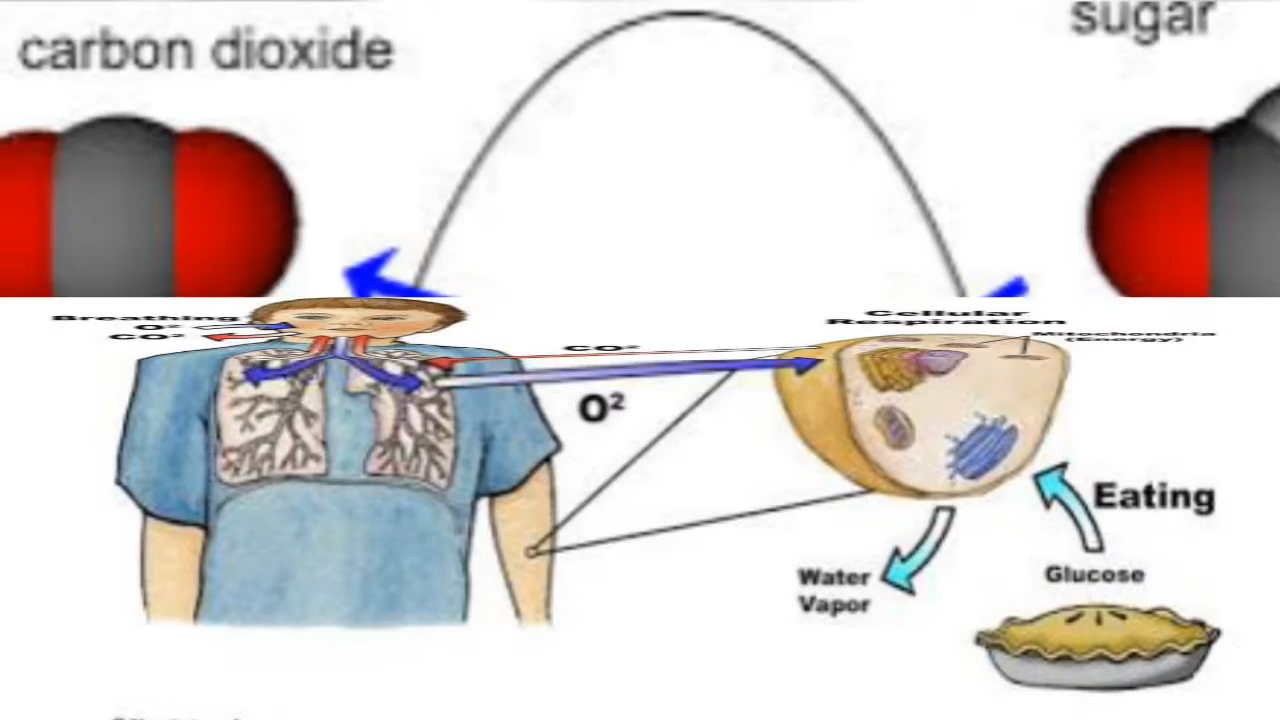 carbon dioxide
sugar
Breathing
O²
CO²
Cellular
Respiration
Mitochondria
(Energy)
CO²
O²
Eating
Water
Vapor
Glucose